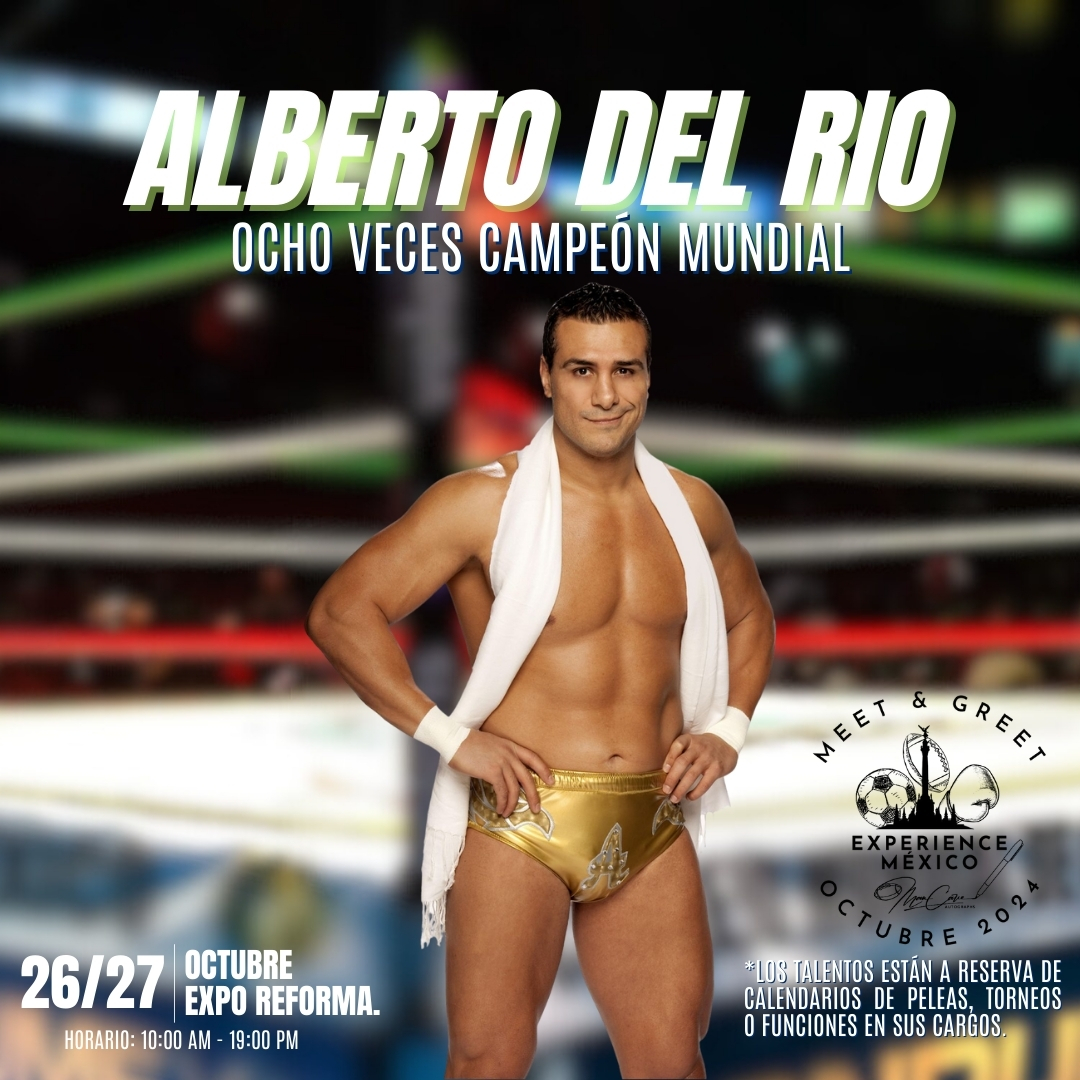 ALBERTO DEL RIO
OCHO VECES CAMPEÓN MUNDIAL
MEET & GREET
EXPERIENCE
MÉXICO
AUTOGRAPHS
OCTUBRE 2024
26/27
OCTUBRE
EXPO REFORMA.
HORARIO: 10:00 AM - 19:00 PM
*LOS TALENTOS ESTÁN A RESERVA DE
CALENDARIOS DE PELEAS, TORNEOS
O FUNCIONES EN SUS CARGOS.
A